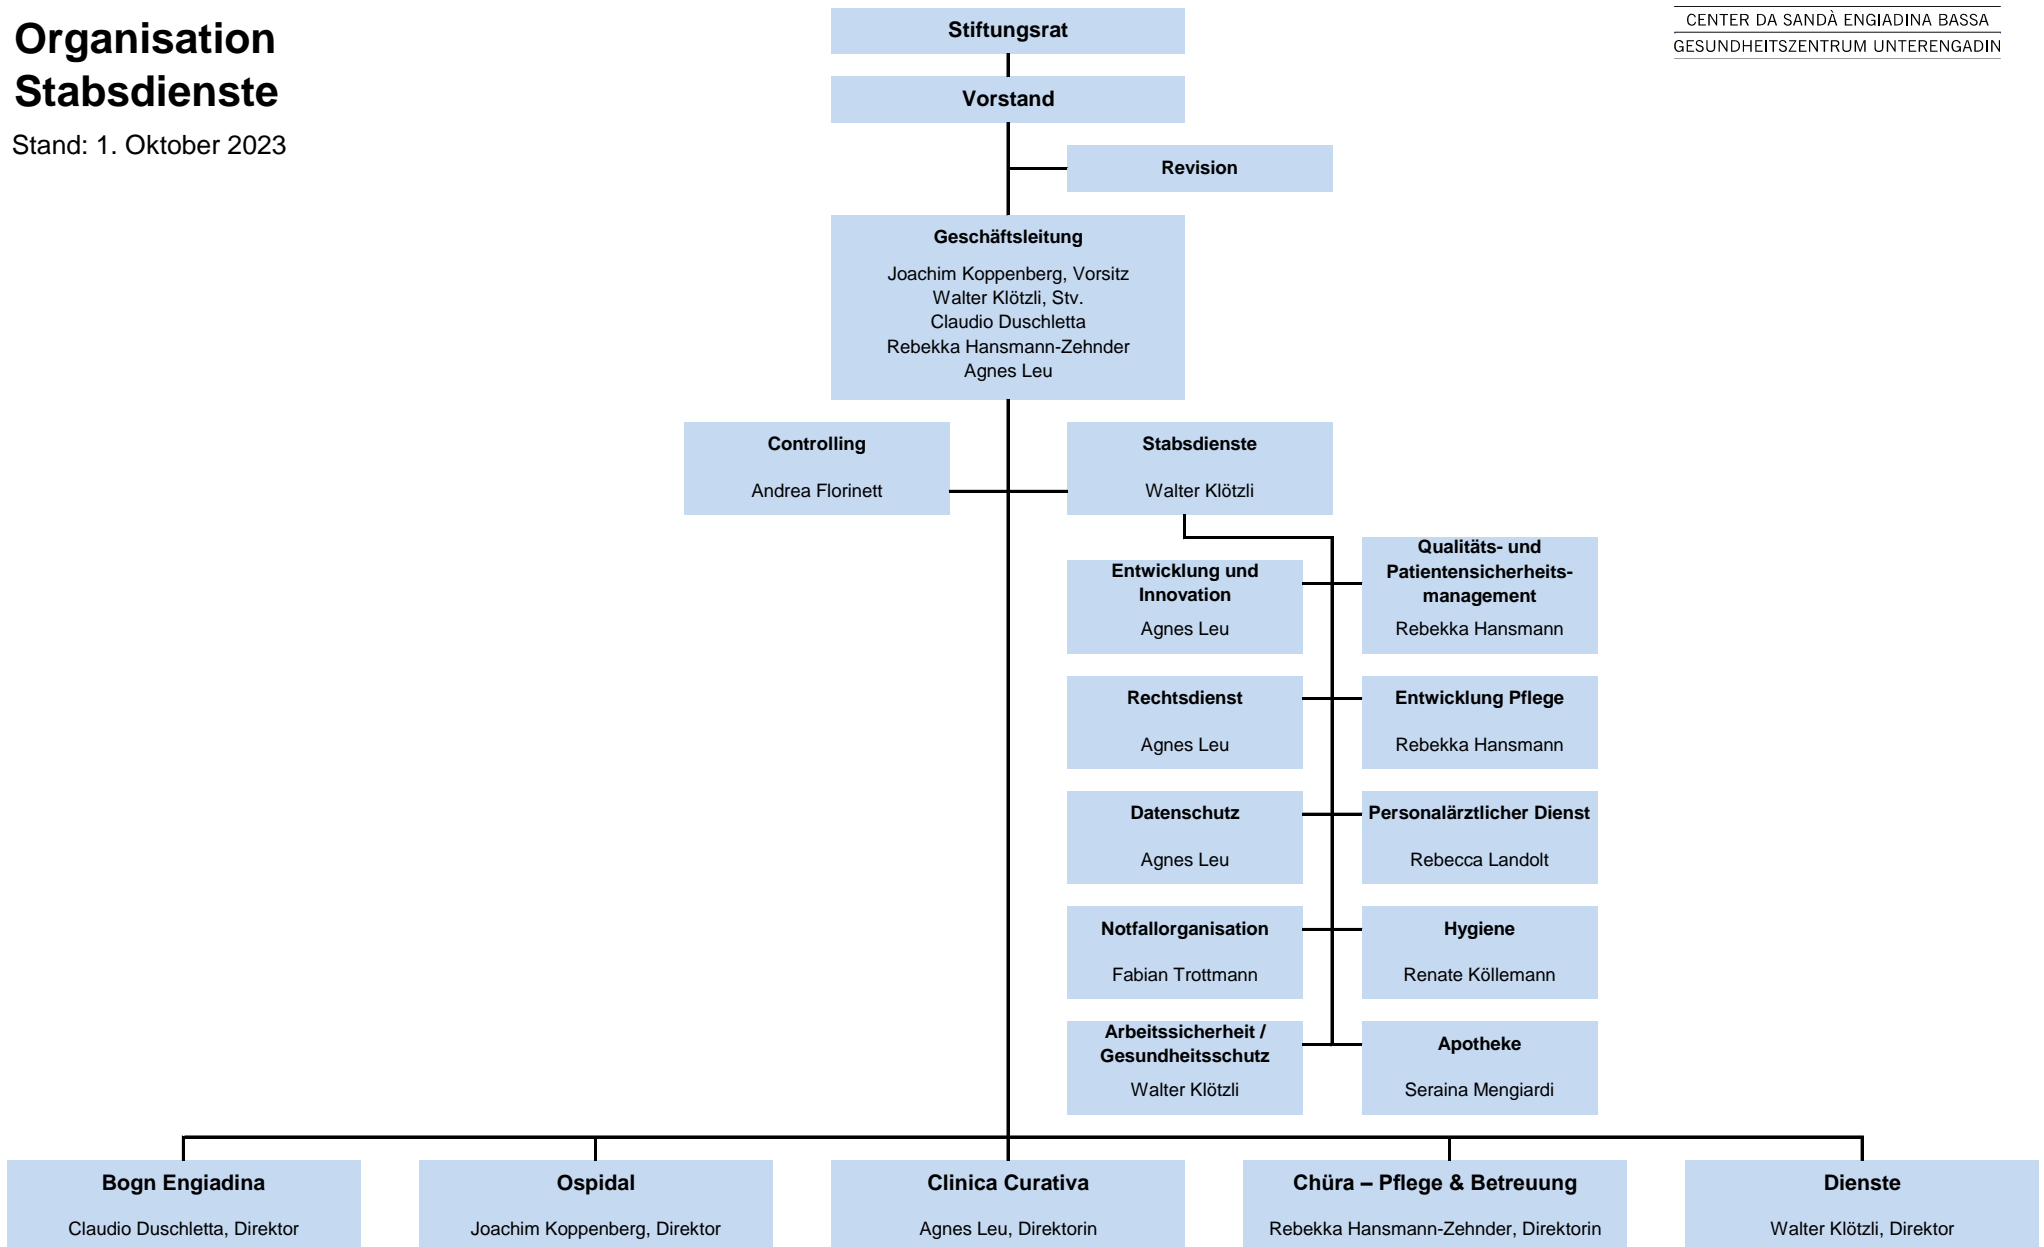 Organisation
Stabsdienste
Stand: 1. Oktober 2023
CENTER DA SANDÀ ENGIADINA BASSA
GESUNDHEITSZENTRUM UNTERENGADIN
Stiftungsrat
Vorstand
Revision
Geschäftsleitung
Joachim Koppenberg, Vorsitz
Walter Klötzli, Stv.
Claudio Duschletta
Rebekka Hansmann-Zehnder
Agnes Leu
Controlling
Andrea Florinett
Stabsdienste
Walter Klötzli
Entwicklung und
Innovation
Agnes Leu
Qualitäts- und
Patientensicherheits-
management
Rebekka Hansmann
Rechtsdienst
Agnes Leu
Entwicklung Pflege
Rebekka Hansmann
Datenschutz
Agnes Leu
Personalärztlicher Dienst
Rebecca Landolt
Notfallorganisation
Fabian Trottmann
Hygiene
Renate Köllemann
Arbeitssicherheit /
Gesundheitsschutz
Walter Klötzli
Apotheke
Seraina Mengiardi
Bogn Engiadina
Claudio Duschletta, Direktor
Ospidal
Joachim Koppenberg, Direktor
Clinica Curativa
Agnes Leu, Direktorin
Chüra – Pflege & Betreuung
Rebekka Hansmann-Zehnder, Direktorin
Dienste
Walter Klötzli, Direktor